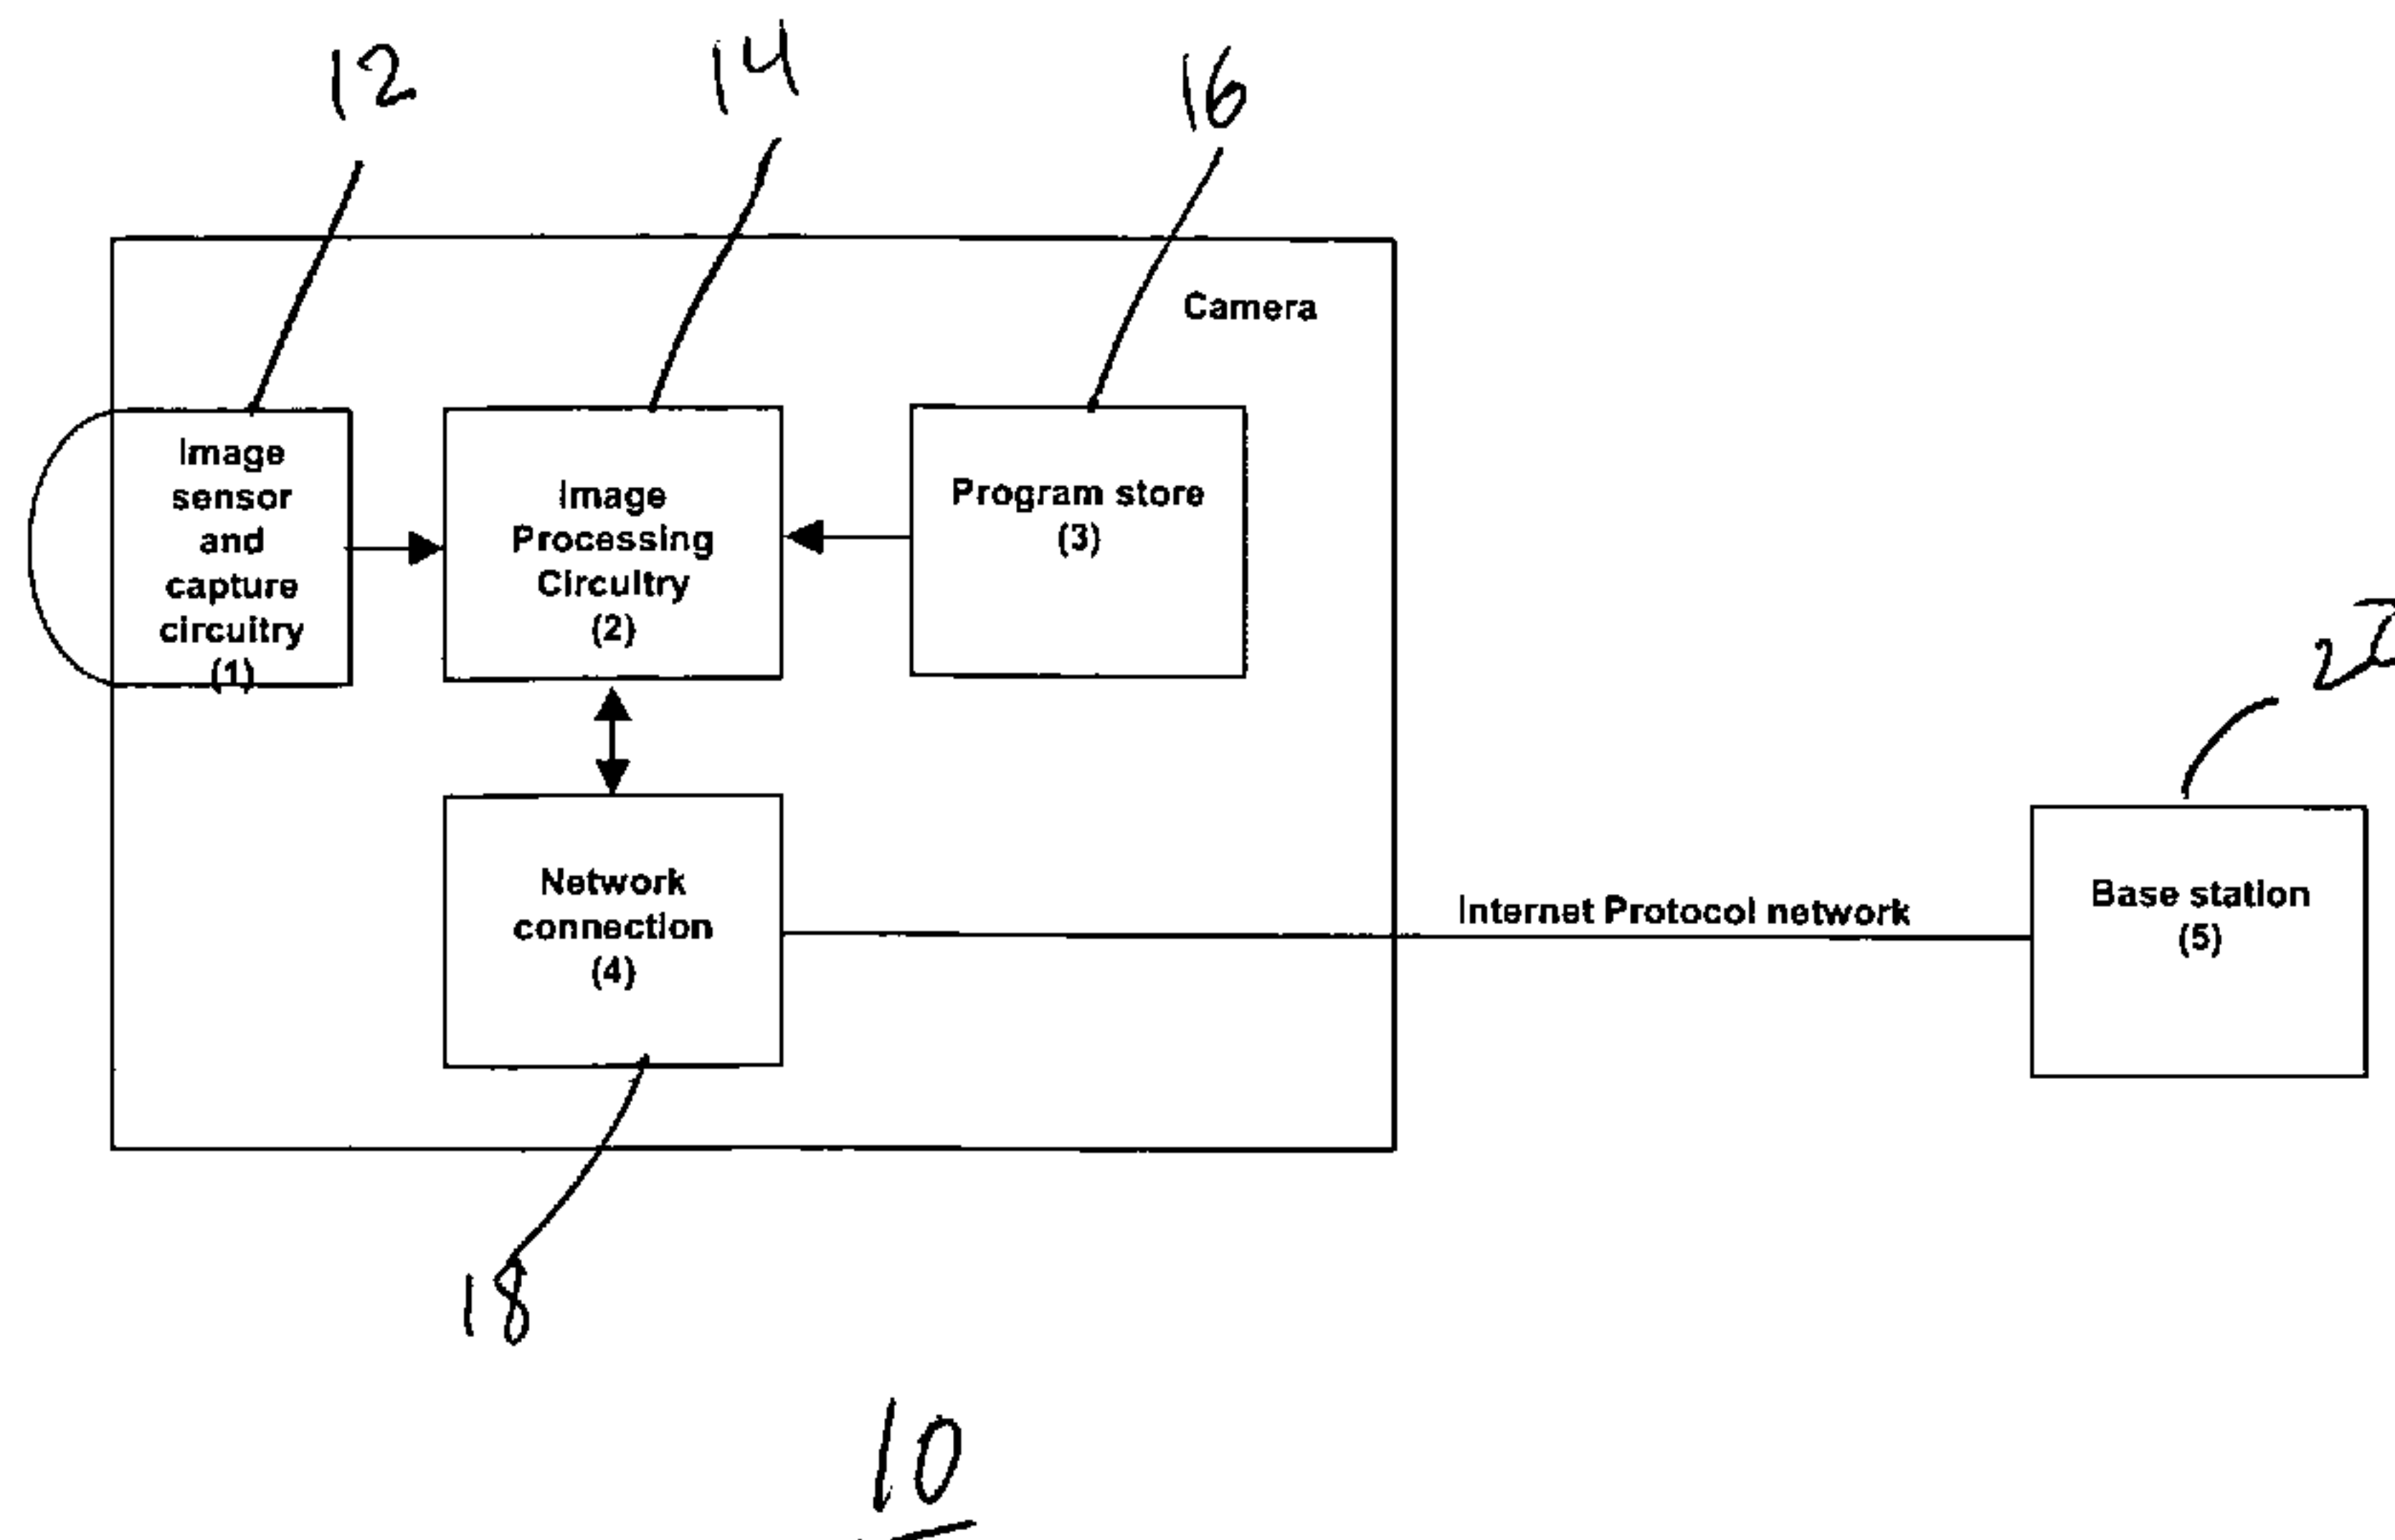 12
14
16
Camera
Image
sensor
and
capture
circuitry
(1)
Image
Processing
Circuitry
(2)
Program store
(3)
Network
connection
(4)
Internet Protocol network
22
Base station
(5)
18
10